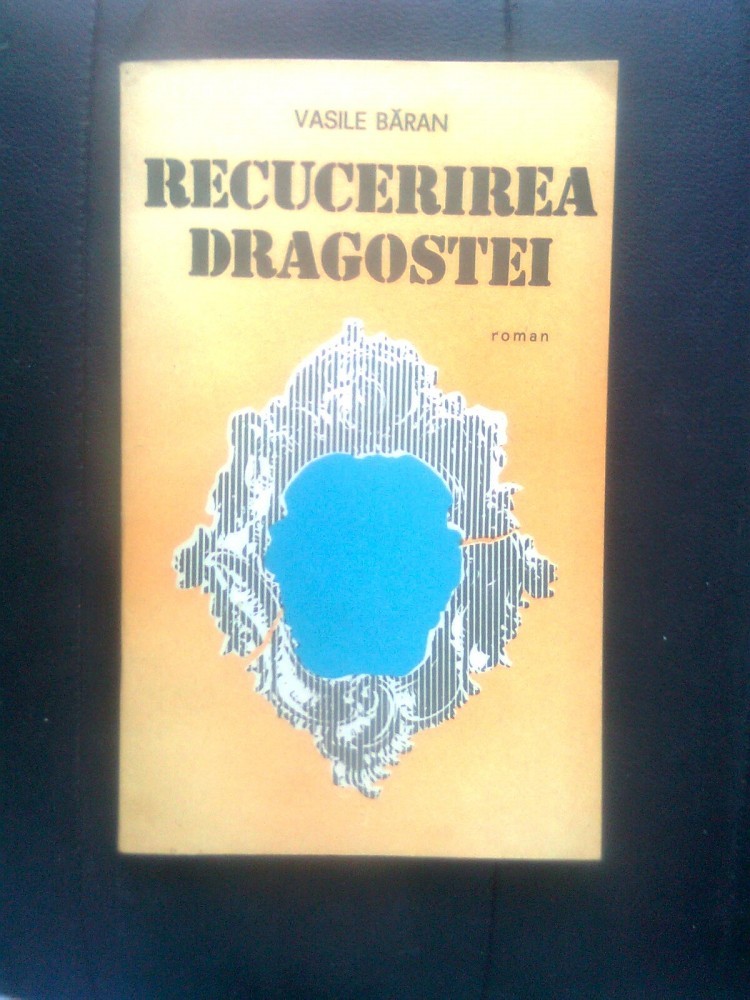 VASILE BĂRAN
RECUCERIREA
DRAGOSTEI
roman